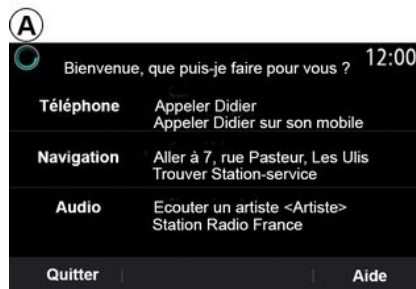 A
12:00
Bienvenue, que puis-je faire pour vous ?
Téléphone Appeler Didier
Appeler Didier sur son mobile
Navigation Aller à 7, rue Pasteur, Les Ulis
Trouver Station-service
Audio Ecouter un artiste <Artiste>
Station Radio France
Quitter Aide